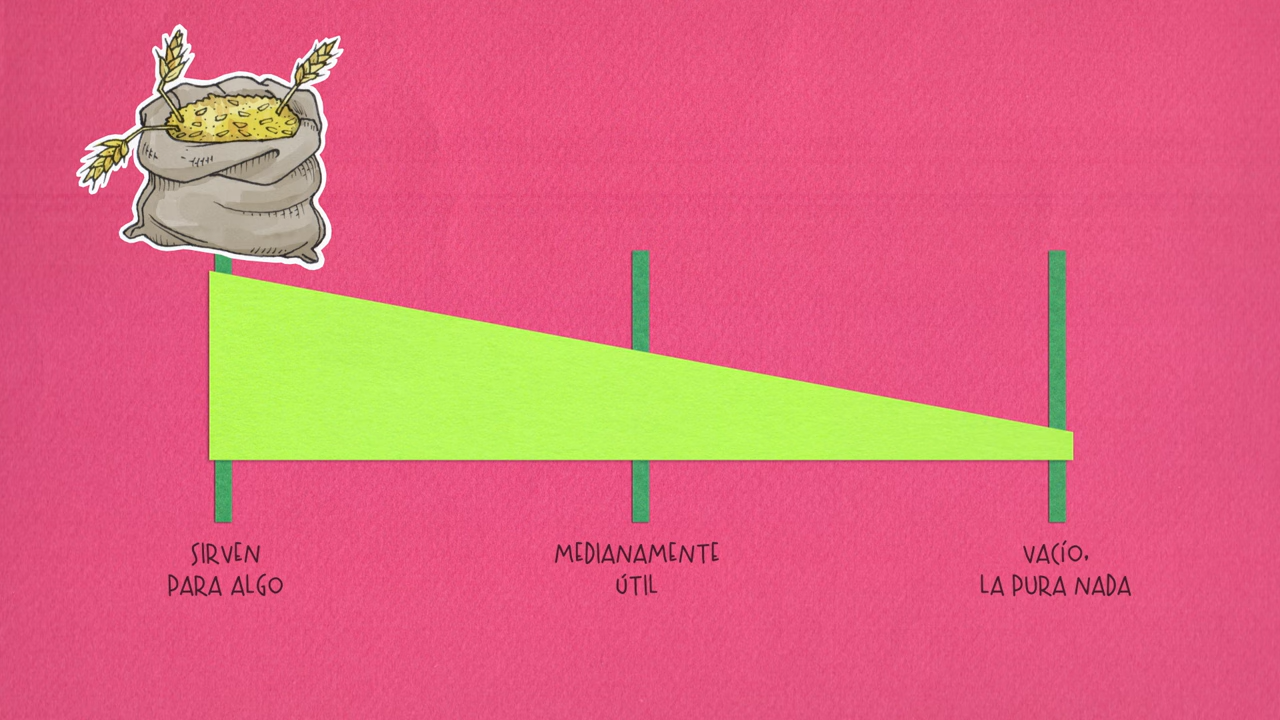 SIRVEN
PARA ALGO
MEDIANAMENTE
ÚTIL
VACÍO,
LA PURA NADA